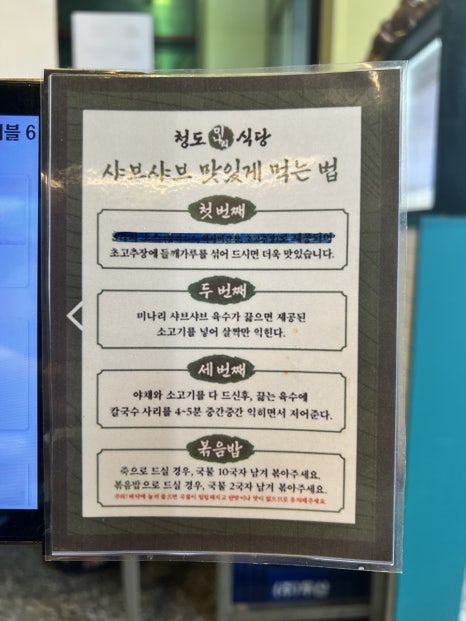 블 6
청도 미나리 식당
샤브샤브 맛있게 먹는 법
첫 번째
초고추장에 들깨가루를 섞어 드시면 더욱 맛있습니다.
두 번째
미나리 샤브샤브 육수가 끓으면 제공된
소고기를 넣어 살짝만 익힌다.
세 번째
야채와 소고기를 다 드신후, 끓는 육수에
칼국수 사리를 4~5분 중간중간 익히면서 저어준다.
볶음밥
죽으로 드실 경우, 국물 10국자 남겨 볶아주세요.
볶음밥으로 드실 경우, 국물 2국자 남겨 볶아주세요.